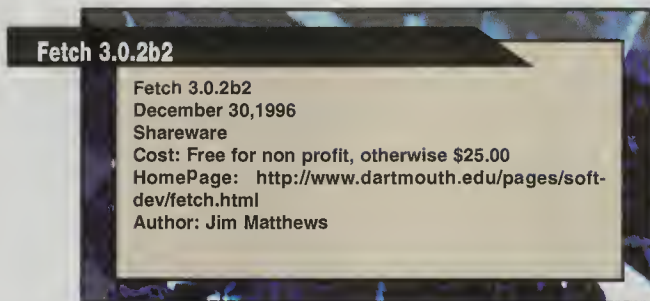 Fetch 3.0.2b2
Fetch 3.0.2b2
December 30,1996
Shareware
Cost: Free for non profit, otherwise $25.00
HomePage: http://www.dartmouth.edu/pages/soft-
dev/fetch.html
Author: Jim Matthews